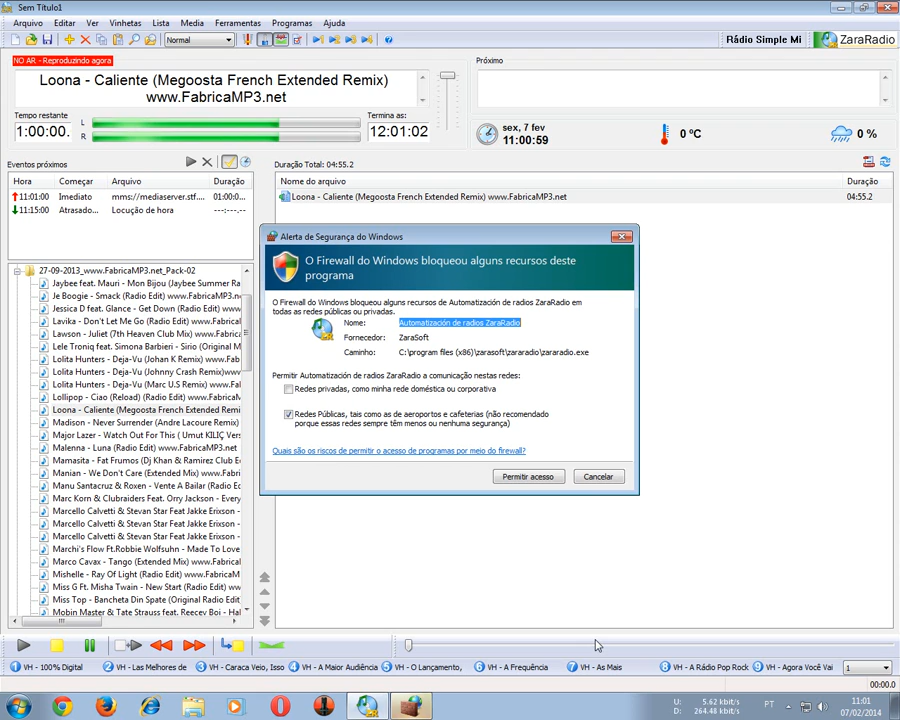 Sem Título1
Arquivo Editar Ver Vinhetas Lista Media Ferramentas Programas Ajuda
Normal
Rádio Simple Mi
ZaraRadio
NO AR - Reproduzindo agora
Loona - Caliente (Megoosta French Extended Remix)
www.FabricaMP3.net
Próximo
Tempo restante
1:00:00.
L
R
Termina as:
12:01:02
sex, 7 fev
11:00:59
0 ºC
0 %
Eventos próximos
Hora Começar Arquivo Duração
11:01:00 Imediato mms://mediaserver.stf.... 01:00:0...
11:15:00 Atrasado... Locução de hora ---:---.-
Duração Total: 04:55.2
Nome do arquivo Duração
Loona - Caliente (Megoosta French Extended Remix) www.FabricaMP3.net 04:55.2
27-09-2013_www.FabricaMP3.net_Pack-02
Jaybee feat. Mauri - Mon Bijou (Jaybee Summer Ra
Je Boogie - Smack (Radio Edit) www.FabricaMP3.n
Jessica D feat. Glance - Get Down (Radio Edit) www
Lavika - Don't Let Me Go (Radio Edit) www.Fabrica
Lawson - Juliet (7th Heaven Club Mix) www.Fabric
Lele Troniq feat. Simona Barbieri - Sirio (Original M
Lolita Hunters - Deja-Vu (Johan K Remix) www.Fab
Lolita Hunters - Deja-Vu (Johnny Crash Remix)www
Lolita Hunters - Deja-Vu (Marc U.S Remix) www.Fab
Lollipop - Ciao (Reload) (Radio Edit) www.FabricaM
Loona - Caliente (Megoosta French Extended Remi
Madison - Never Surrender (Andre Lacoure Remix)
Major Lazer - Watch Out For This ( Umut KILIÇ Vers
Malenna - Luna (Radio Edit) www.FabricaMP3.net
Mamasita - Fat Frumos (Dj Khan & Ramirez Club Ed
Manian - We Don't Care (Extended Mix) www.Fabri
Manu Santacruz & Roxen - Vente A Bailar (Radio Ed
Marc Korn & Clubraiders Feat. Orry Jackson - Every
Marcello Calvetti & Stevan Star Feat Jakke Erixson -
Marcello Calvetti & Stevan Star Feat Jakke Erixson -
Marcello Calvetti & Stevan Star Feat Jakke Erixson -
Marchi's Flow Ft.Robbie Wolfsuhn - Made To Love
Marco Cavax - Tango (Extended Mix) www.FabricaM
Mishelle - Ray Of Light (Radio Edit) www.FabricaM
Miss G Ft. Misha Twain - New Start (Radio Edit) ww
Miss Top - Bancheta Din Spate (Original Radio Edit)
Mobin Master & Tate Strauss feat. Reecey Boi - Hal
Alerta de Segurança do Windows
O Firewall do Windows bloqueou alguns recursos deste
programa
O Firewall do Windows bloqueou alguns recursos de Automatización de radios ZaraRadio em
todas as redes públicas ou privadas.
Nome: Automatización de radios ZaraRadio
Fornecedor: ZaraSoft
Caminho: C:\program files (x86)\zarasoft\zararadio\zararadio.exe
Permitir Automatización de radios ZaraRadio a comunicação nestas redes:
Redes privadas, como minha rede doméstica ou corporativa
Redes Públicas, tais como as de aeroportos e cafeterias (não recomendado
porque essas redes sempre têm menos ou nenhuma segurança)
Quais são os riscos de permitir o acesso de programas por meio do firewall?
Permitir acesso Cancelar
1 VH - 100% Digital 2 VH - Las Melhores de 3 VH - Caraca Veio, Isso 4 VH - A Maior Audiência 5 VH - O Lançamento, 6 VH - A Frequência 7 VH - As Mais 8 VH - A Rádio Pop Rock 9 VH - Agora Você Vai 1
00:00.0
U: 5.62 kbit/s
D: 264.48 kbit/s
PT
11:01
07/02/2014